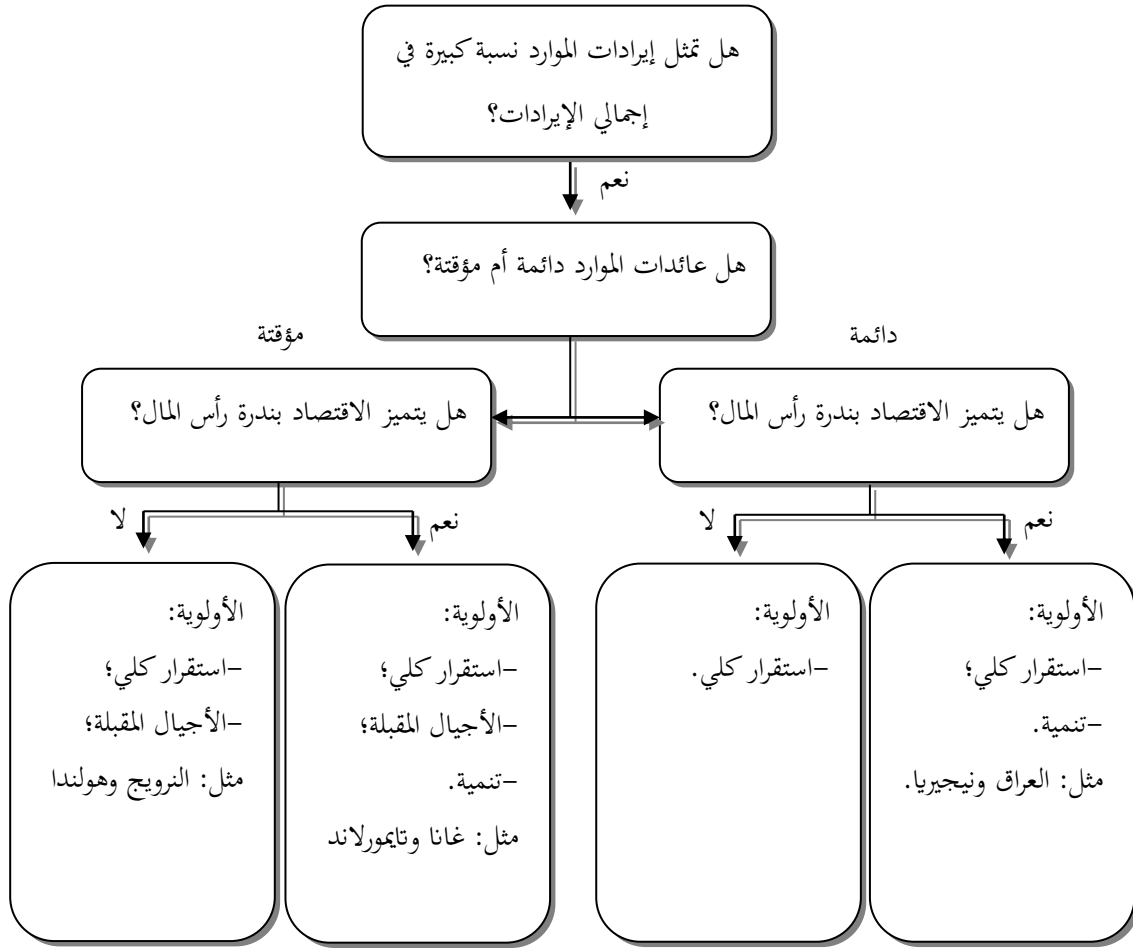 هل تمثل إيرادات الموارد نسبة كبيرة في
إجمالي الإيرادات؟
نعم
هل عائدات الموارد دائمة أم مؤقتة؟
دائمة
مؤقتة
هل يتميز الاقتصاد بندرة رأس المال؟
هل يتميز الاقتصاد بندرة رأس المال؟
نعم
لا
نعم
لا
الأولوية:
-استقرار كلي؛
-تنمية.
مثل: العراق ونيجيريا.
الأولوية:
-استقرار كلي.
الأولوية:
-استقرار كلي؛
-الأجيال المقبلة؛
-تنمية.
مثل: غانا وتايمورلاند
الأولوية:
-استقرار كلي؛
-الأجيال المقبلة؛
مثل: النرويج وهولندا